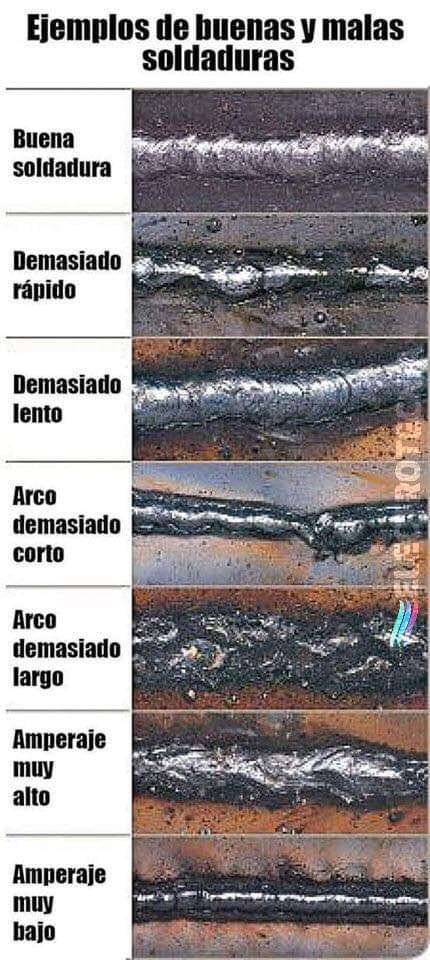 Ejemplos de buenas y malas
soldaduras
Buena
soldadura
Demasiado
rápido
Demasiado
lento
Arco
demasiado
corto
Arco
demasiado
largo
Amperaje
muy
alto
Amperaje
muy
bajo